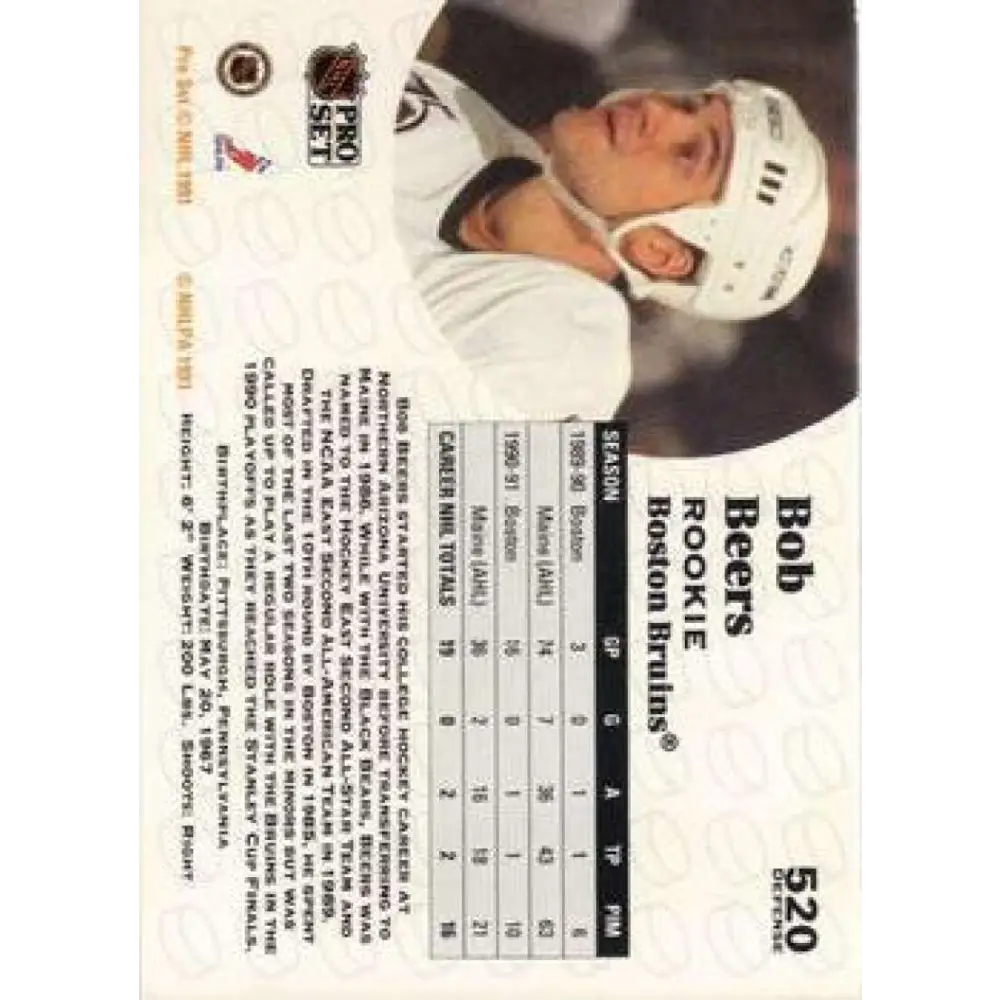 Bob
Beers
ROOKIE
Boston Bruins®
520
DEFENSE
SEASON GP G A TP PIM
1989-90 Boston 3 0 1 1 6
Maine (AHL) 74 7 36 43 63
1990-91 Boston 16 0 1 1 10
Maine (AHL) 36 2 16 18 21
CAREER NHL TOTALS 19 0 2 2 16
BOB BEERS STARTED HIS COLLEGE HOCKEY CAREER AT
NORTHERN ARIZONA UNIVERSITY BEFORE TRANSFERRING TO
MAINE IN 1986. WHILE WITH THE BLACK BEARS, BEERS WAS
NAMED TO THE HOCKEY EAST SECOND ALL-STAR TEAM AND
THE NCAA EAST SECOND ALL-AMERICAN TEAM IN 1989.
DRAFTED IN THE 10TH ROUND BY BOSTON IN 1985, HE SPENT
MOST OF THE LAST TWO SEASONS IN THE MINORS BUT WAS
CALLED UP TO PLAY A REGULAR ROLE WITH THE BRUINS IN THE
1990 PLAYOFFS AS THEY REACHED THE STANLEY CUP FINALS.
BIRTHPLACE: PITTSBURGH, PENNSYLVANIA
BIRTHDATE: MAY 20, 1967
HEIGHT: 6' 2" WEIGHT: 200 LBS. SHOOTS: RIGHT
PRO
SET
NHL
Pro Set © NHL 1991 © NHLPA 1991